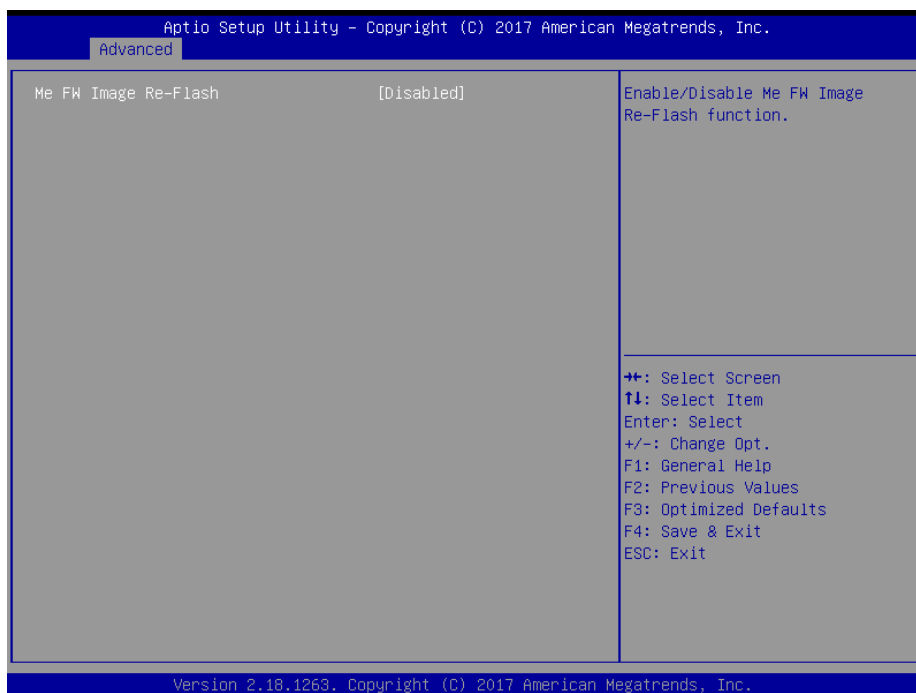 Aptio Setup Utility – Copyright (C) 2017 American Megatrends, Inc.
Advanced
Me FW Image Re-Flash [Disabled]
Enable/Disable Me FW Image
Re-Flash function.
→←: Select Screen
↑↓: Select Item
Enter: Select
+/-: Change Opt.
F1: General Help
F2: Previous Values
F3: Optimized Defaults
F4: Save & Exit
ESC: Exit
Version 2.18.1263. Copyright (C) 2017 American Megatrends, Inc.